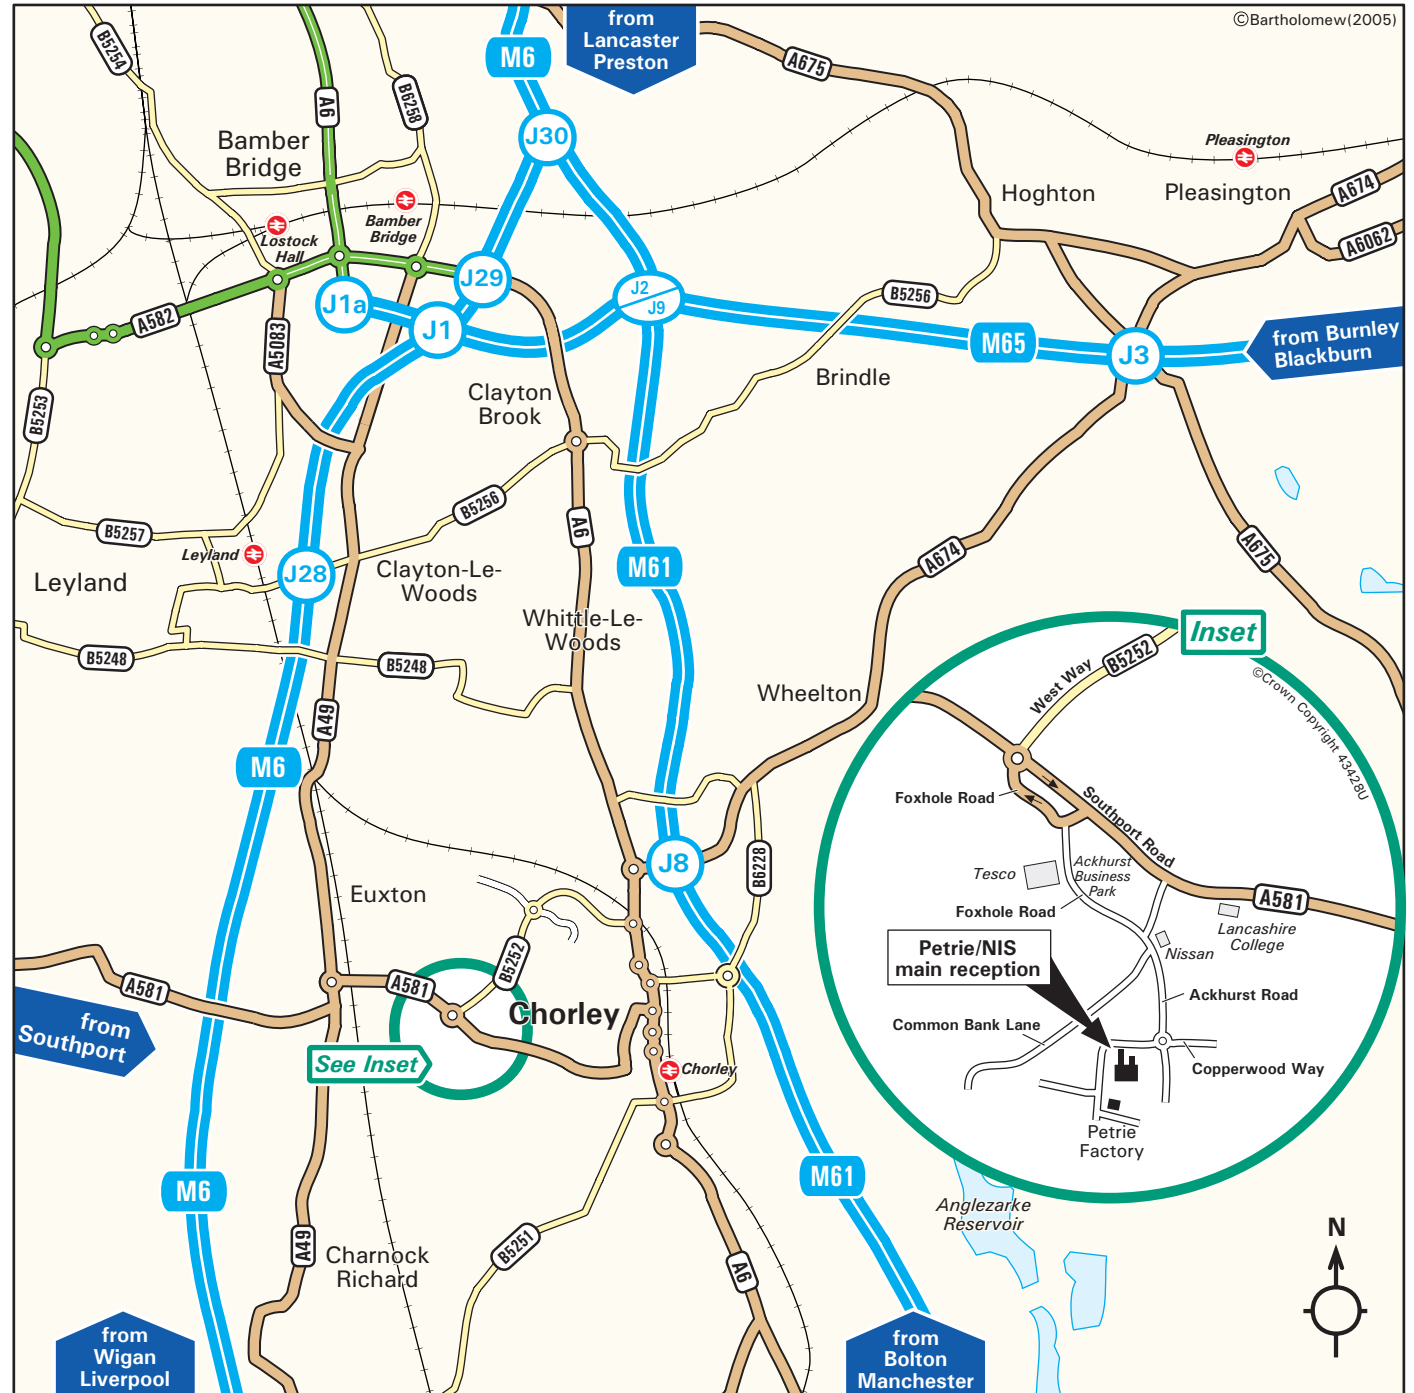 ©Bartholomew(2005)
from
Lancaster
Preston
M6
A675
B5254
A6
B6258
J30
Bamber
Bridge
Pleasington
Hoghton
Pleasington
A674
A6062
Bamber
Bridge
Lostock
Hall
J29
J1a
J1
J2
J9
B5256
A582
A5083
M65
J3
from Burnley
Blackburn
Clayton
Brook
Brindle
B5253
B5256
B5257
A6
Leyland
J28
Leyland
Clayton-Le-
Woods
M61
A674
A675
Whittle-Le-
Woods
B5248
B5248
Wheelton
A49
M6
Inset
©Crown Copyright 43428U
B5252
West Way
Foxhole Road
Southport Road
Tesco
Ackhurst
Business
Park
Foxhole Road
A581
Lancashire
College
Nissan
Petrie/NIS
main reception
Ackhurst Road
Common Bank Lane
Copperwood Way
Petrie
Factory
J8
B6228
Euxton
B5252
A581
A581
Chorley
from
Southport
See Inset
Chorley
M6
M61
Anglezarke
Reservoir
A49
Charnock
Richard
B5251
A6
N
from
Wigan
Liverpool
from
Bolton
Manchester